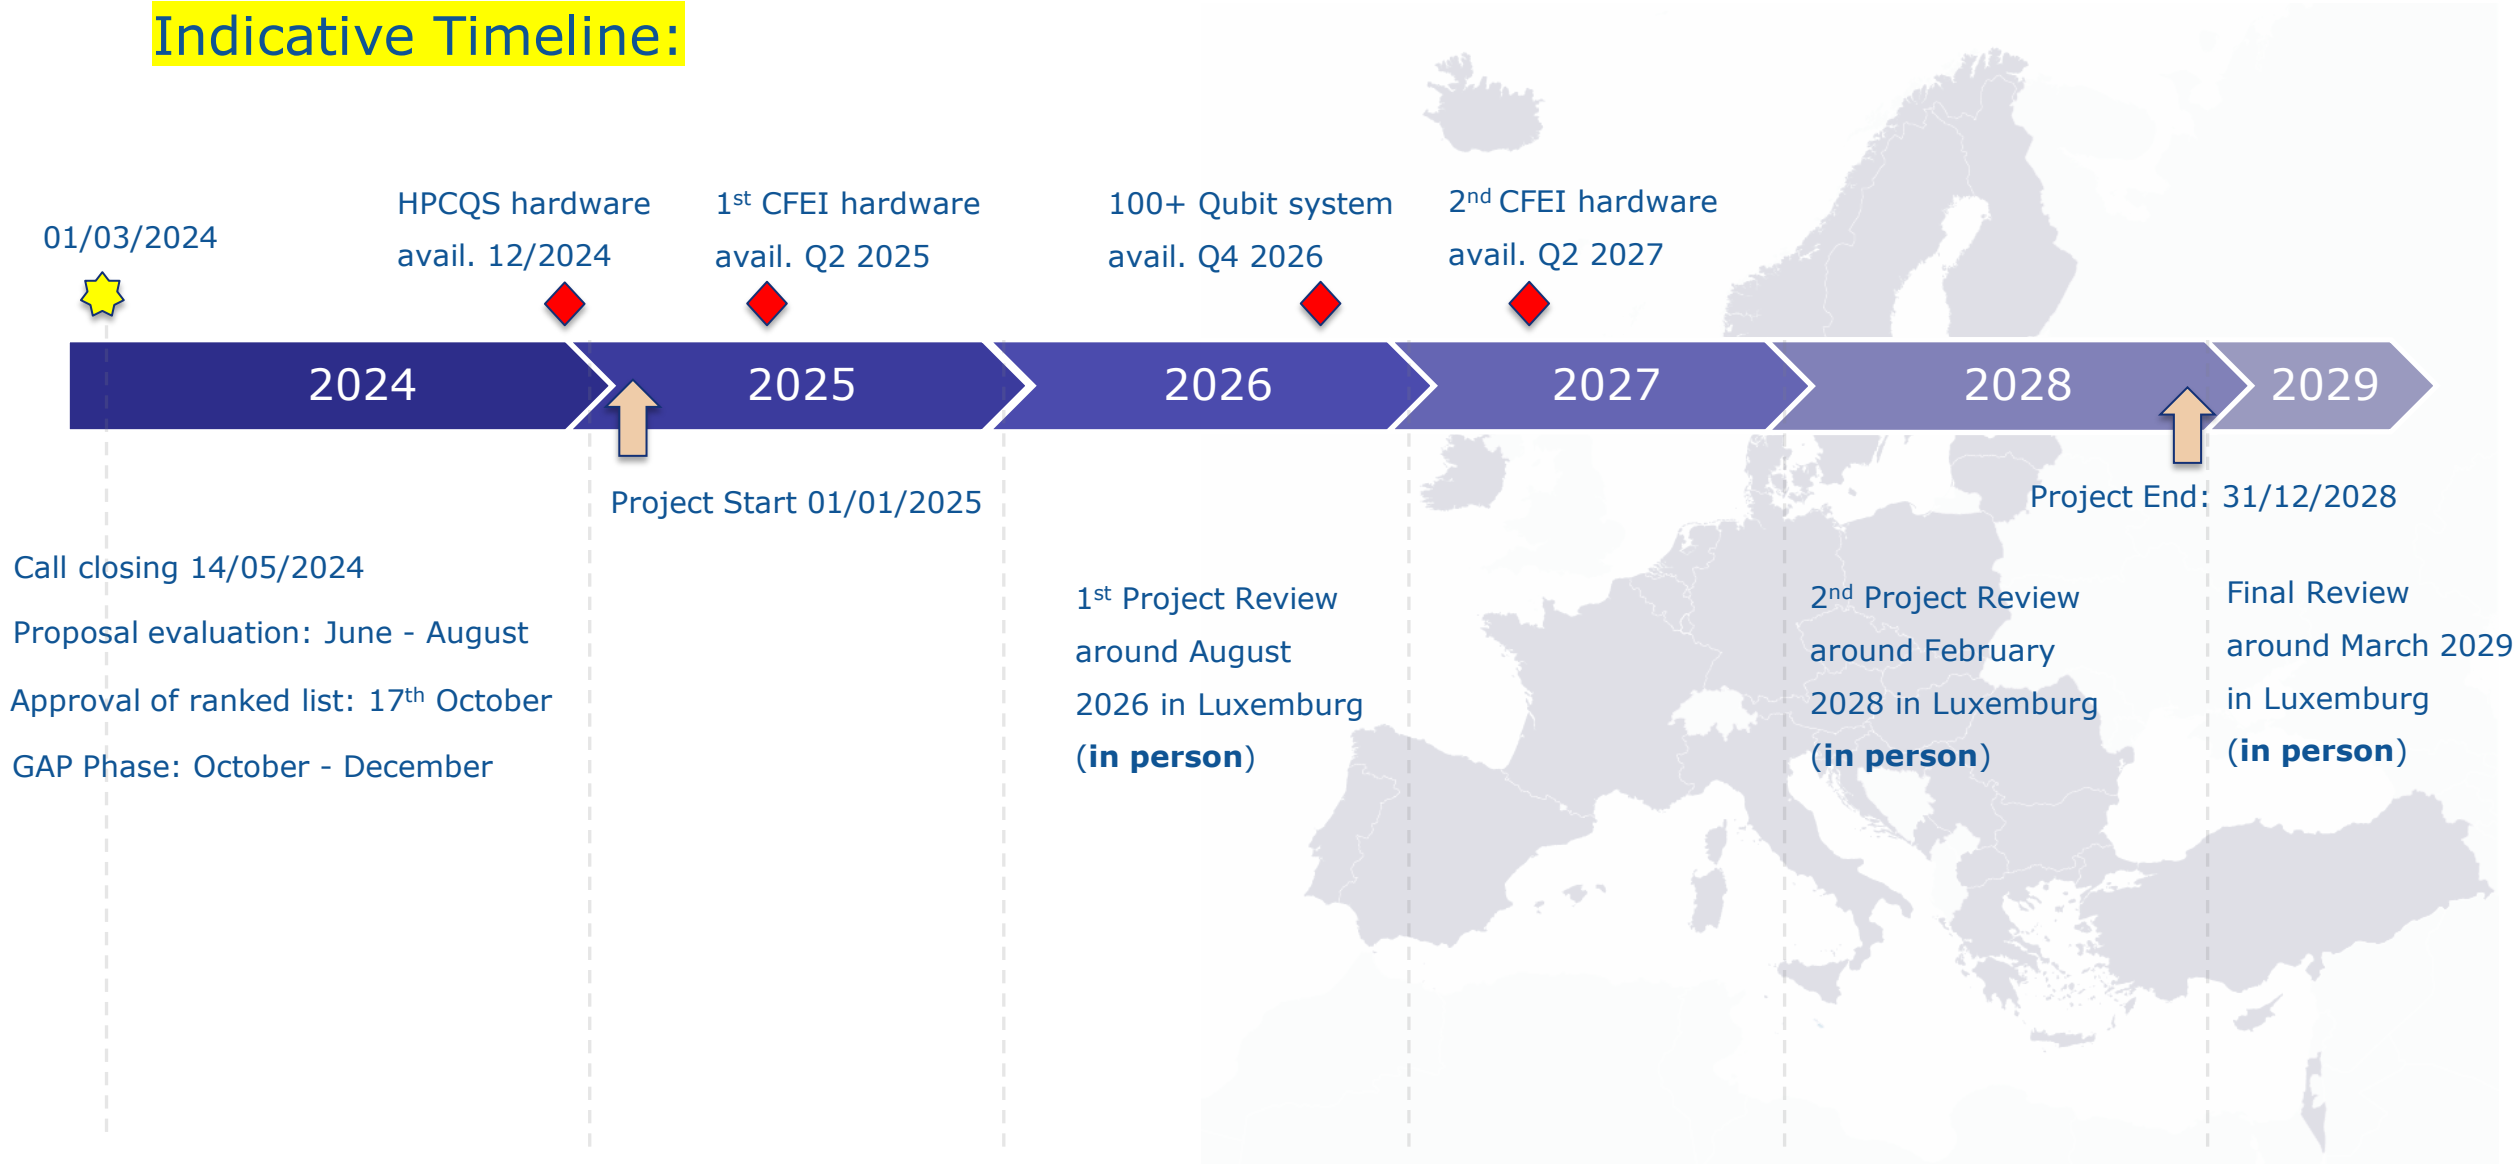 Indicative Timeline:
01/03/2024
HPCQS hardware
avail. 12/2024
1st CFEI hardware
avail. Q2 2025
100+ Qubit system
avail. Q4 2026
2nd CFEI hardware
avail. Q2 2027
2024
2025
2026
2027
2028
2029
Project Start 01/01/2025
Project End: 31/12/2028
Call closing 14/05/2024
Proposal evaluation: June - August
Approval of ranked list: 17th October
GAP Phase: October - December
1st Project Review
around August
2026 in Luxemburg
(in person)
2nd Project Review
around February
2028 in Luxemburg
(in person)
Final Review
around March 2029
in Luxemburg
(in person)